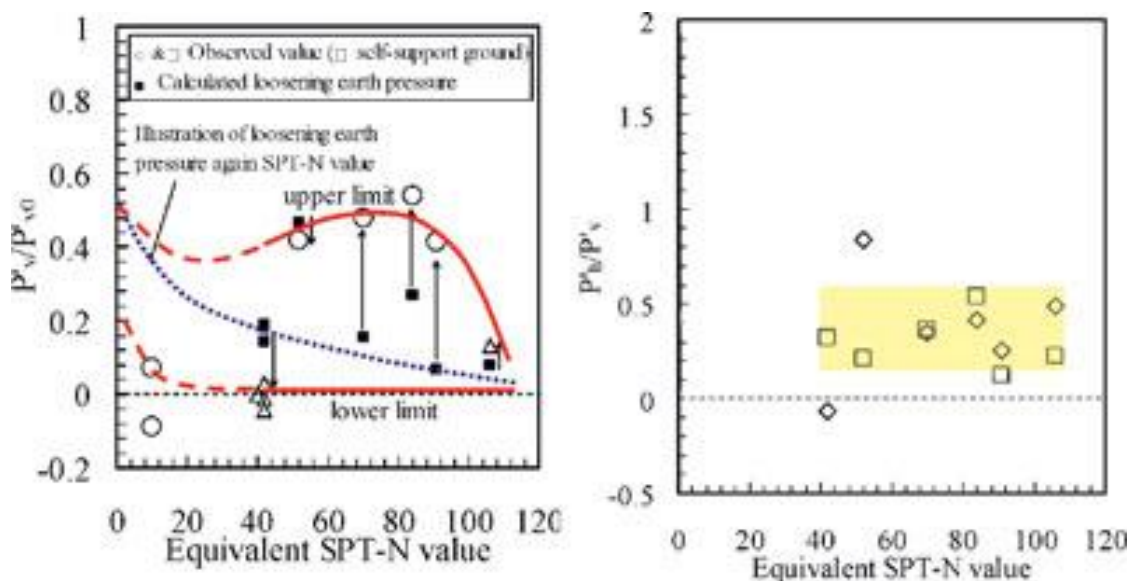 1
0.8
0.6
0.4
0.2
0
-0.2
P'v/P'v0
○ &□ Observed value (□ self-support ground)
■ Calculated loosening earth pressure
Illustration of loosening earth
pressure again SPT-N value
upper limit
lower limit
0 20 40 60 80 100 120
Equivalent SPT-N value
2
1.5
1
0.5
0
-0.5
P'h/P'v
0 20 40 60 80 100 120
Equivalent SPT-N value